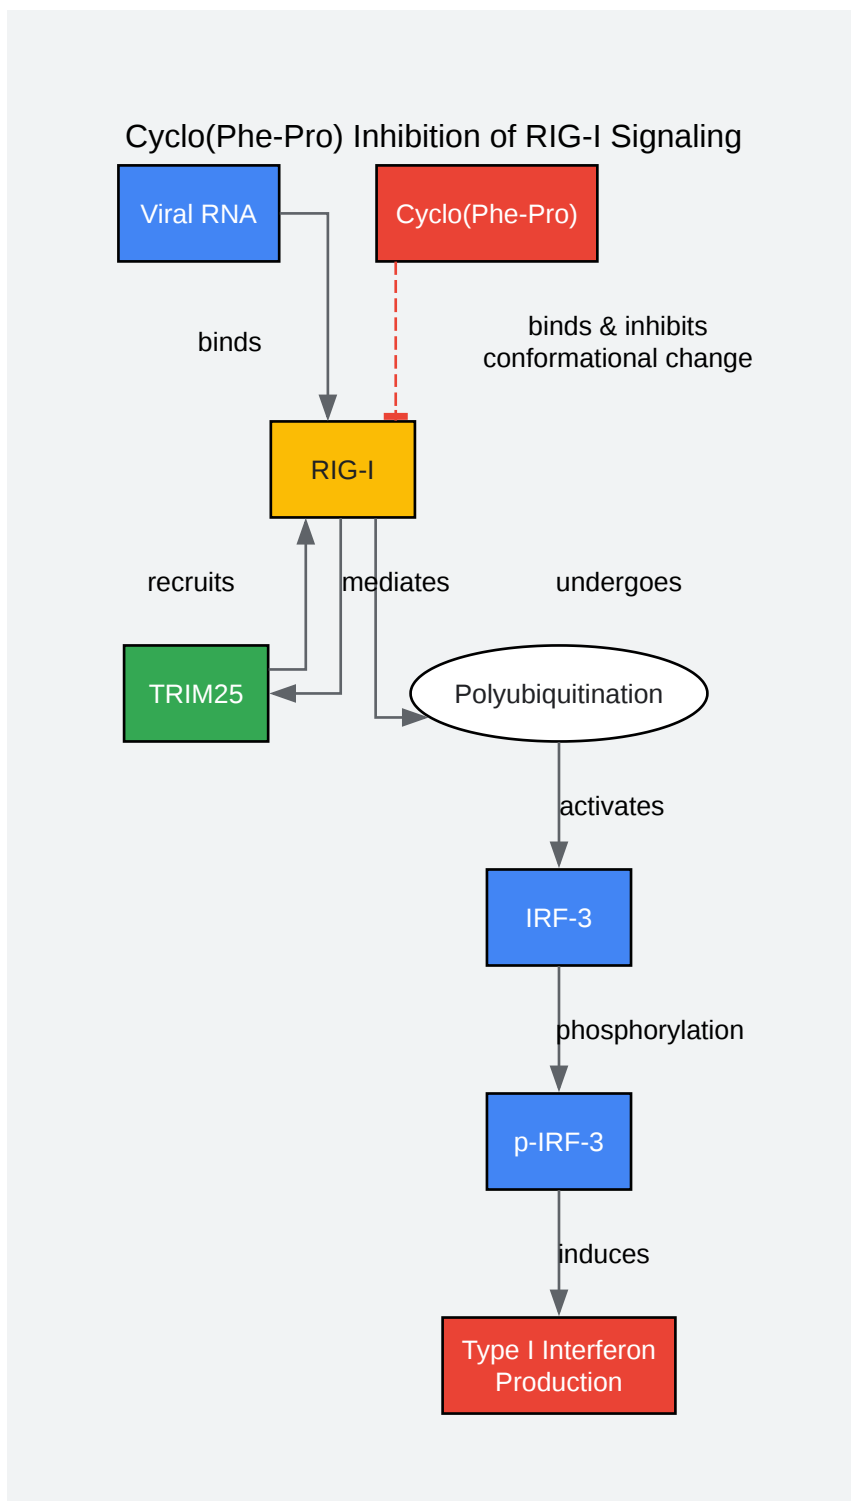 Cyclo(Phe-Pro) Inhibition of RIG-I Signaling
Viral RNA
Cyclo(Phe-Pro)
binds
binds & inhibits
conformational change
RIG-I
recruits
mediates
undergoes
TRIM25
Polyubiquitination
activates
IRF-3
phosphorylation
p-IRF-3
induces
Type I Interferon
Production